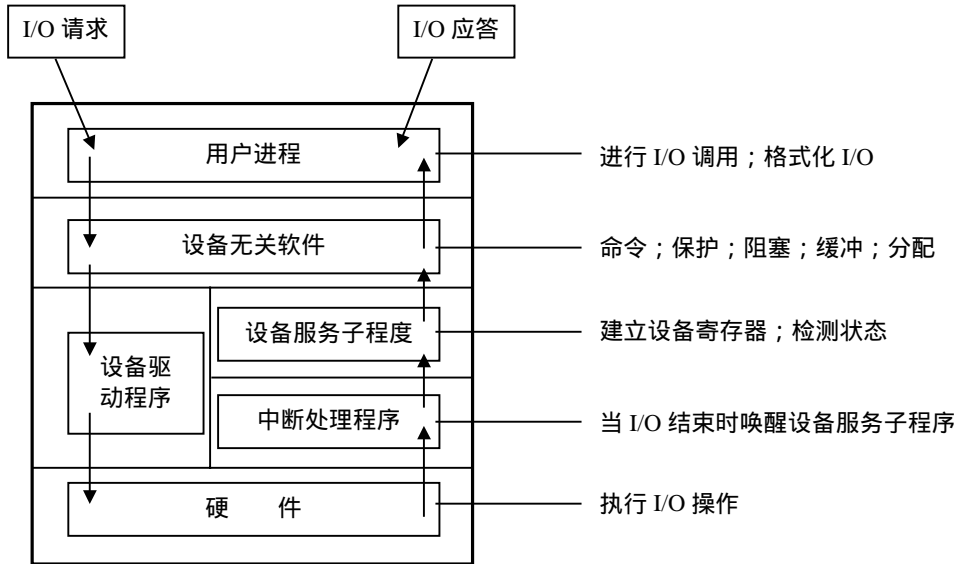 I/O 请求
I/O 应答
用户进程
进行 I/O 调用；格式化 I/O
设备无关软件
命令；保护；阻塞；缓冲；分配
设备服务子程度
建立设备寄存器；检测状态
设备驱
动程序
中断处理程序
当 I/O 结束时唤醒设备服务子程序
硬 件
执行 I/O 操作